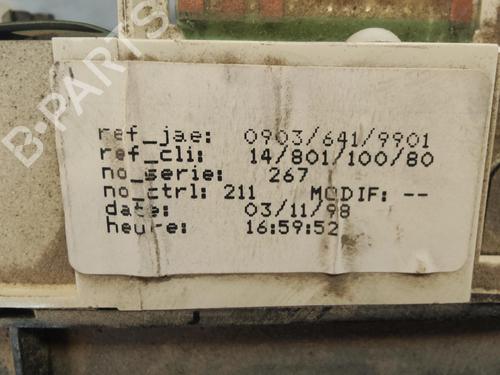 B-PARTS
ref_jae: 0903/641/9901
ref_cli: 14/801/100/80
no_serie: 267
no_ctrl: 211 MODIF: --
date: 03/11/98
heure: 16:59:52